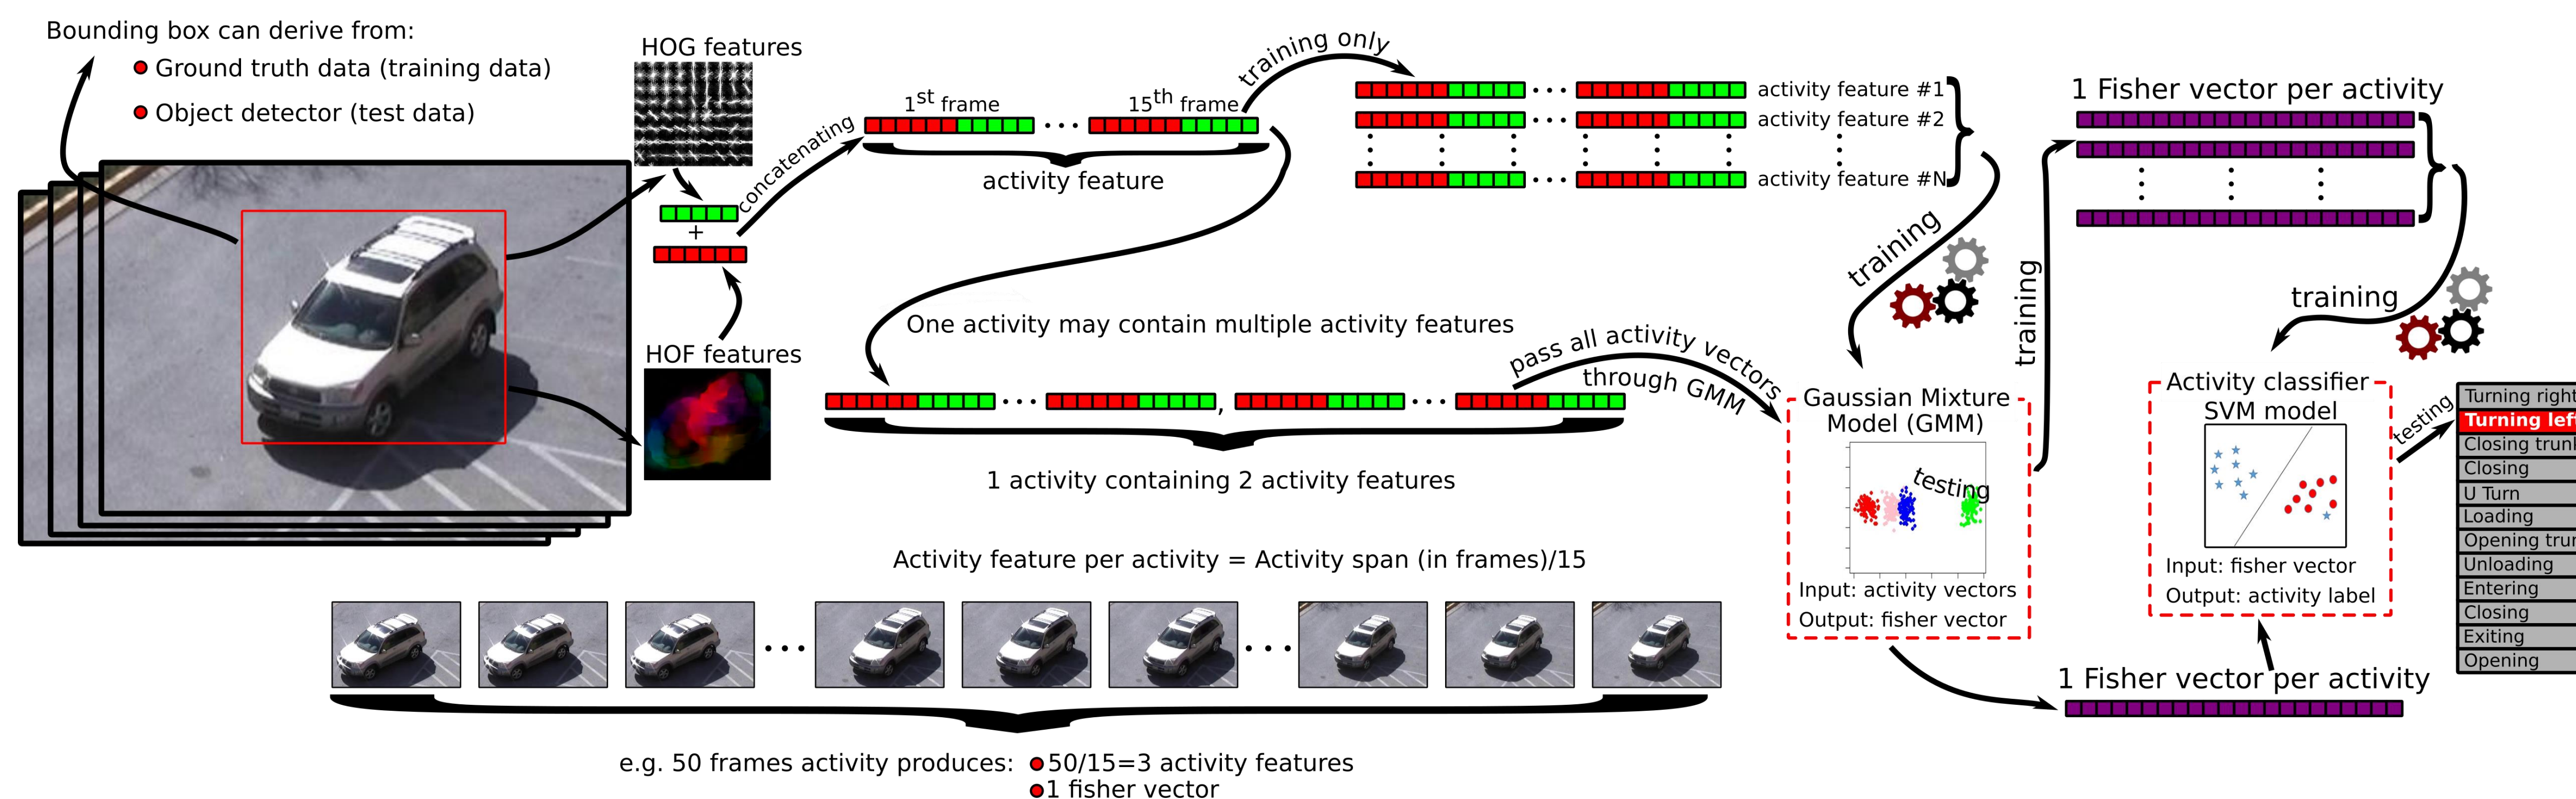 Bounding box can derive from:
Ground truth data (training data)
Object detector (test data)
HOG features
+
HOF features
concatenating
1st frame
15th frame
activity feature
training only
activity feature #1
activity feature #2
activity feature #N
One activity may contain multiple activity features
,
1 activity containing 2 activity features
pass all activity vectors
through GMM
Activity feature per activity = Activity span (in frames)/15
e.g. 50 frames activity produces:
50/15=3 activity features
1 fisher vector
training
Gaussian Mixture
Model (GMM)
testing
Input: activity vectors
Output: fisher vector
training
1 Fisher vector per activity
training
Activity classifier
SVM model
Input: fisher vector
Output: activity label
1 Fisher vector per activity
testing
Turning right
Turning lef
Closing trun
Closing
U Turn
Loading
Opening trun
Unloading
Entering
Closing
Exiting
Opening